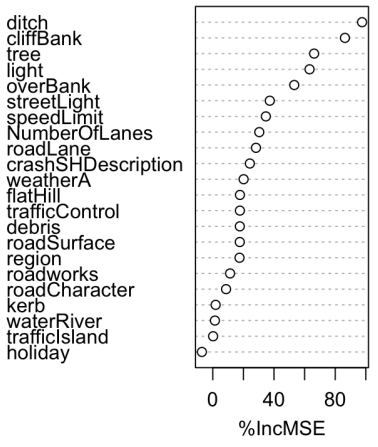 ditch
cliffBank
tree
light
overBank
streetLight
speedLimit
NumberOfLanes
roadLane
crashSHDescription
weatherA
flatHill
trafficControl
debris
roadSurface
region
roadworks
roadCharacter
kerb
waterRiver
trafficIsland
holiday
0 40 80
%IncMSE